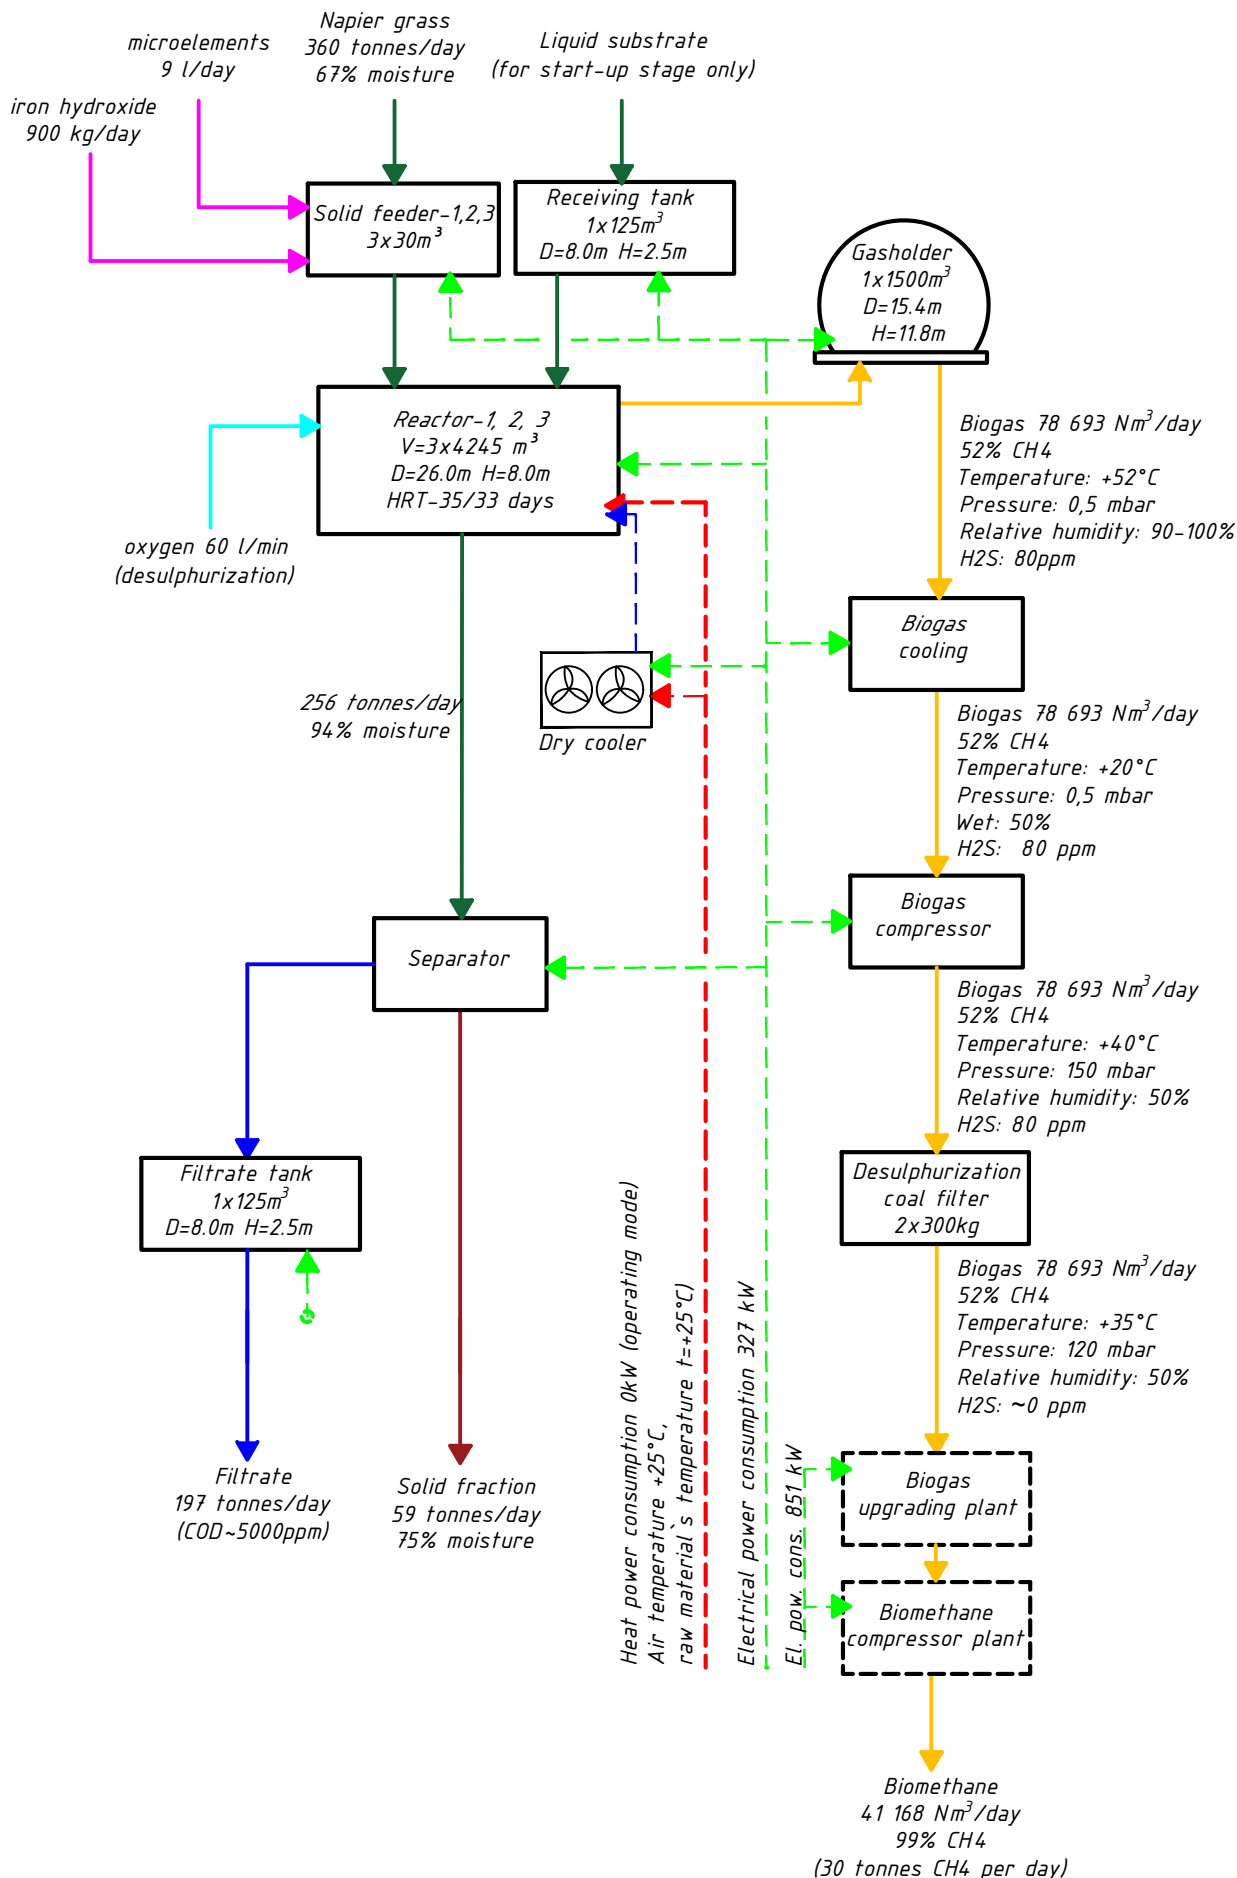 microelements
9 l/day
Napier grass
360 tonnes/day
67% moisture
Liquid substrate
(for start-up stage only)
iron hydroxide
900 kg/day
Solid feeder-1,2,3
3x30m³
Receiving tank
1x125m³
D=8.0m H=2.5m
Gasholder
1x1500m³
D=15.4m
H=11.8m
Reactor-1, 2, 3
V=3x4245 m³
D=26.0m H=8.0m
HRT-35/33 days
oxygen 60 l/min
(desulphurization)
Biogas 78 693 Nm³/day
52% CH4
Temperature: +52°C
Pressure: 0,5 mbar
Relative humidity: 90-100%
H2S: 80ppm
Biogas
cooling
256 tonnes/day
94% moisture
Dry cooler
Biogas 78 693 Nm³/day
52% CH4
Temperature: +20°C
Pressure: 0,5 mbar
Wet: 50%
H2S: 80 ppm
Biogas
compressor
Separator
Biogas 78 693 Nm³/day
52% CH4
Temperature: +40°C
Pressure: 150 mbar
Relative humidity: 50%
H2S: 80 ppm
Filtrate tank
1x125m³
D=8.0m H=2.5m
Desulphurization
coal filter
2x300kg
Biogas 78 693 Nm³/day
52% CH4
Temperature: +35°C
Pressure: 120 mbar
Relative humidity: 50%
H2S: ~0 ppm
Filtrate
197 tonnes/day
(COD~5000ppm)
Solid fraction
59 tonnes/day
75% moisture
Heat power consumption 0kW (operating mode)
Air temperature +25°C,
raw material`s temperature t=+25°C)
Electrical power consumption 327 kW
El. pow. cons. 851 kW
Biogas
upgrading plant
Biomethane
compressor plant
Biomethane
41 168 Nm³/day
99% CH4
(30 tonnes CH4 per day)